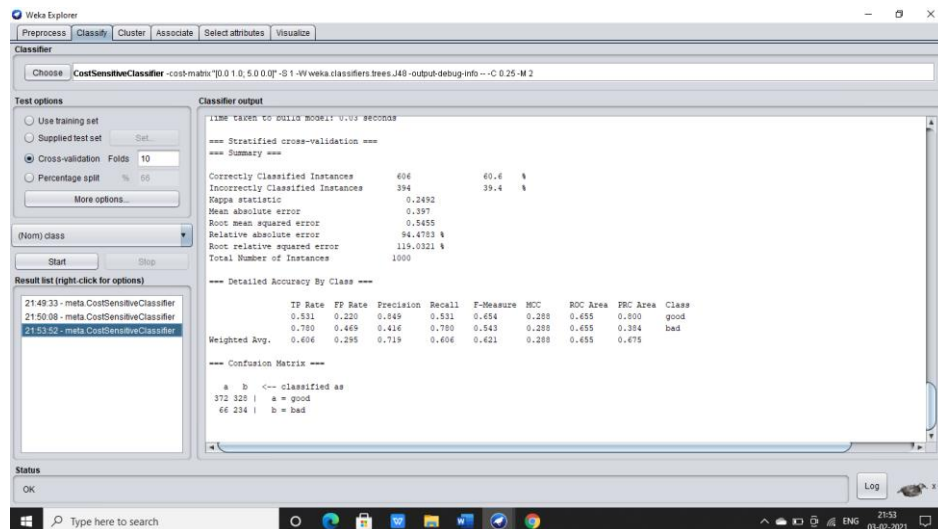 Weka Explorer
Preprocess Classify Cluster Associate Select attributes Visualize
Classifier
Choose CostSensitiveClassifier -cost-matrix "[0.0 1.0; 5.0 0.0]" -S 1 -W weka.classifiers.trees.J48 -output-debug-info -- -C 0.25 -M 2
Test options
Use training set
Supplied test set Set...
Cross-validation Folds 10
Percentage split % 66
More options...
(Nom) class
Start Stop
Result list (right-click for options)
21:49:33 - meta.CostSensitiveClassifier
21:50:08 - meta.CostSensitiveClassifier
21:53:52 - meta.CostSensitiveClassifier
Classifier output
Time taken to build model: 0.03 seconds
=== Stratified cross-validation ===
=== Summary ===
Correctly Classified Instances 606 60.6 %
Incorrectly Classified Instances 394 39.4 %
Kappa statistic 0.2492
Mean absolute error 0.397
Root mean squared error 0.5455
Relative absolute error 94.4783 %
Root relative squared error 119.0321 %
Total Number of Instances 1000
=== Detailed Accuracy By Class ===
TP Rate FP Rate Precision Recall F-Measure MCC ROC Area PRC Area Class
0.531 0.220 0.849 0.531 0.654 0.288 0.655 0.800 good
0.780 0.469 0.416 0.780 0.543 0.288 0.655 0.384 bad
Weighted Avg. 0.606 0.295 0.719 0.606 0.621 0.288 0.655 0.675
=== Confusion Matrix ===
a b <-- classified as
372 328 | a = good
66 234 | b = bad
Status
OK
Log
x 1
Type here to search
ENG
21:53
03-02-2021